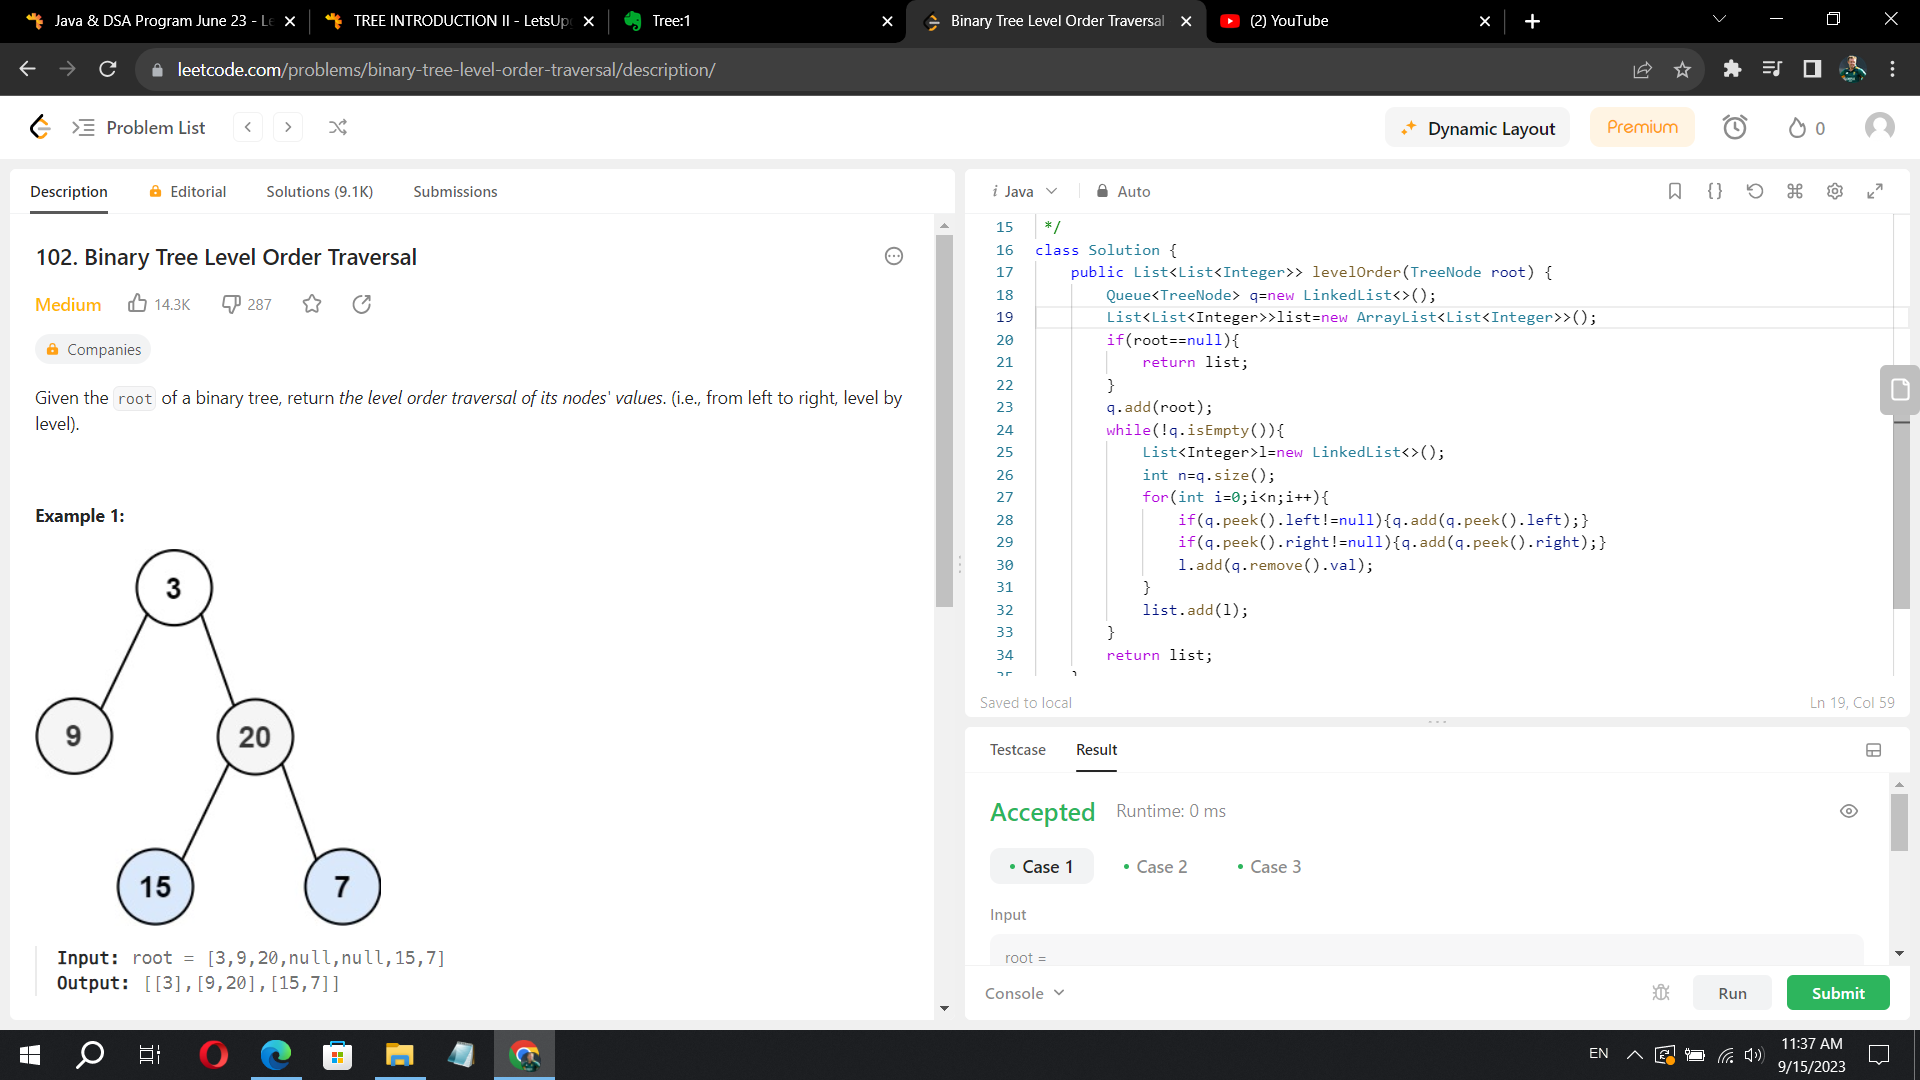 Java & DSA Program June 23 - Le
TREE INTRODUCTION II - LetsUp
Tree:1
Binary Tree Level Order Traversal
(2) YouTube
leetcode.com/problems/binary-tree-level-order-traversal/description/
Problem List
Dynamic Layout
Premium
0
Description
Editorial
Solutions (9.1K)
Submissions
102. Binary Tree Level Order Traversal
Medium
14.3K
287
Companies
Given the root of a binary tree, return the level order traversal of its nodes' values. (i.e., from left to right, level by
level).
Example 1:
3
9
20
15
7
Input: root = [3,9,20,null,null,15,7]
Output: [[3],[9,20],[15,7]]
i Java
Auto
15 */
16 class Solution {
17 public List<List<Integer>> levelOrder(TreeNode root) {
18 Queue<TreeNode> q=new LinkedList<>();
19 List<List<Integer>>list=new ArrayList<List<Integer>>();
20 if(root==null){
21 return list;
22 }
23 q.add(root);
24 while(!q.isEmpty()){
25 List<Integer>l=new LinkedList<>();
26 int n=q.size();
27 for(int i=0;i<n;i++){
28 if(q.peek().left!=null){q.add(q.peek().left);}
29 if(q.peek().right!=null){q.add(q.peek().right);}
30 l.add(q.remove().val);
31 }
32 list.add(l);
33 }
34 return list;
Saved to local
Ln 19, Col 59
Testcase
Result
Accepted
Runtime: 0 ms
Case 1
Case 2
Case 3
Input
root =
Console
Run
Submit
EN
11:37 AM
9/15/2023